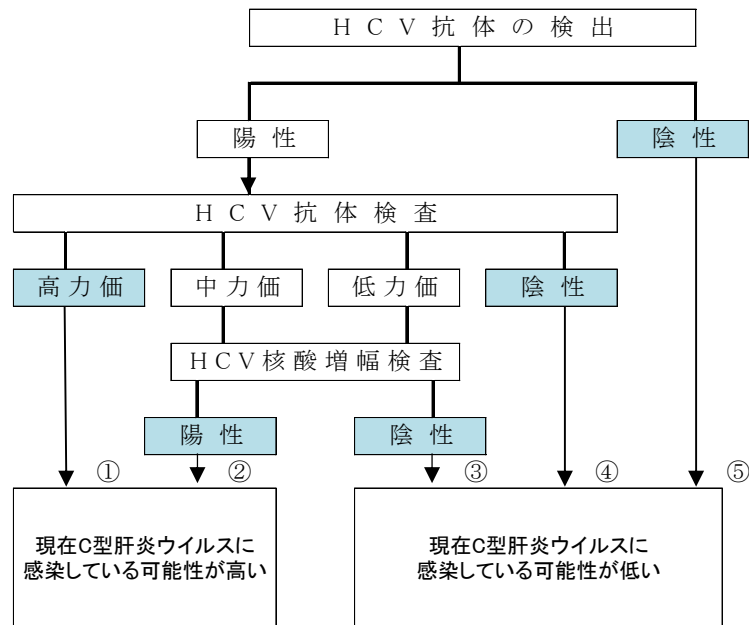 HCV抗体の検出
陽性
陰性
HCV抗体検査
高力価
中力価
低力価
陰性
HCV核酸増幅検査
陽性
陰性
①
②
③
④
⑤
現在C型肝炎ウイルスに
感染している可能性が高い
現在C型肝炎ウイルスに
感染している可能性が低い